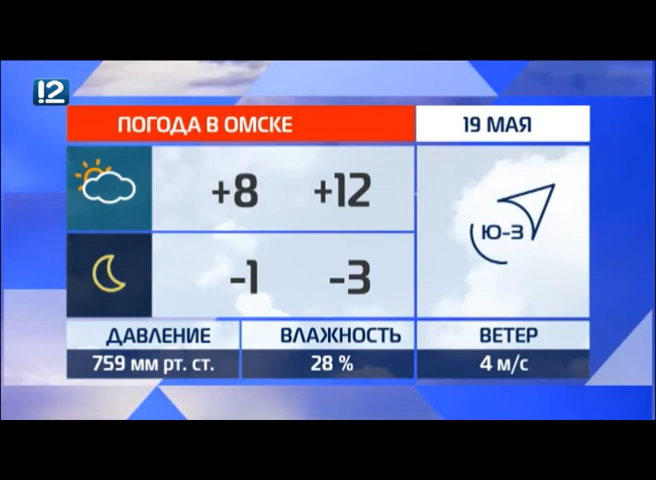 12
ПОГОДА В ОМСКЕ
19 МАЯ
+8 +12
Ю-З
-1 -3
ДАВЛЕНИЕ ВЛАЖНОСТЬ ВЕТЕР
759 мм рт. ст. 28 % 4 м/с